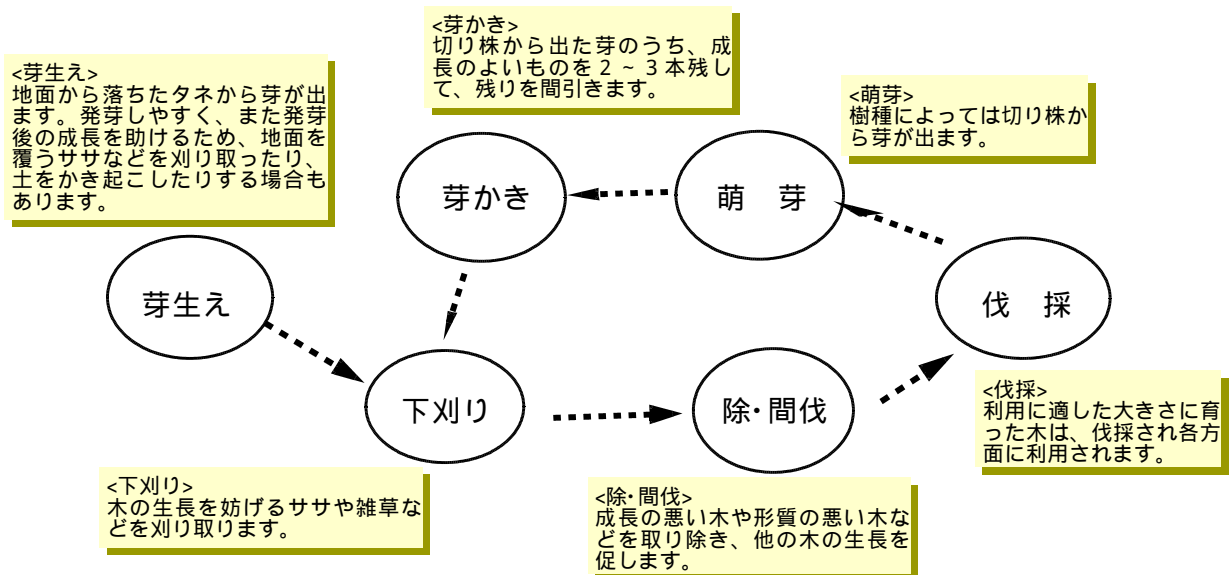 <芽かき>
切り株から出た芽のうち、成
長のよいものを２～３本残し
て、残りを間引きます。
<芽生え>
地面から落ちたタネから芽が出
ます。発芽しやすく、また発芽
後の成長を助けるため、地面を
覆うササなどを刈り取ったり、
土をかき起こしたりする場合も
あります。
<萌芽>
樹種によっては切り株か
ら芽が出ます。
芽かき
萌　芽
芽生え
伐　採
下刈り
除･間伐
<伐採>
利用に適した大きさに育
った木は、伐採され各方
面に利用されます。
<下刈り>
木の生長を妨げるササや雑草な
どを刈り取ります。
<除･間伐>
成長の悪い木や形質の悪い木な
どを取り除き、他の木の生長を
促します。